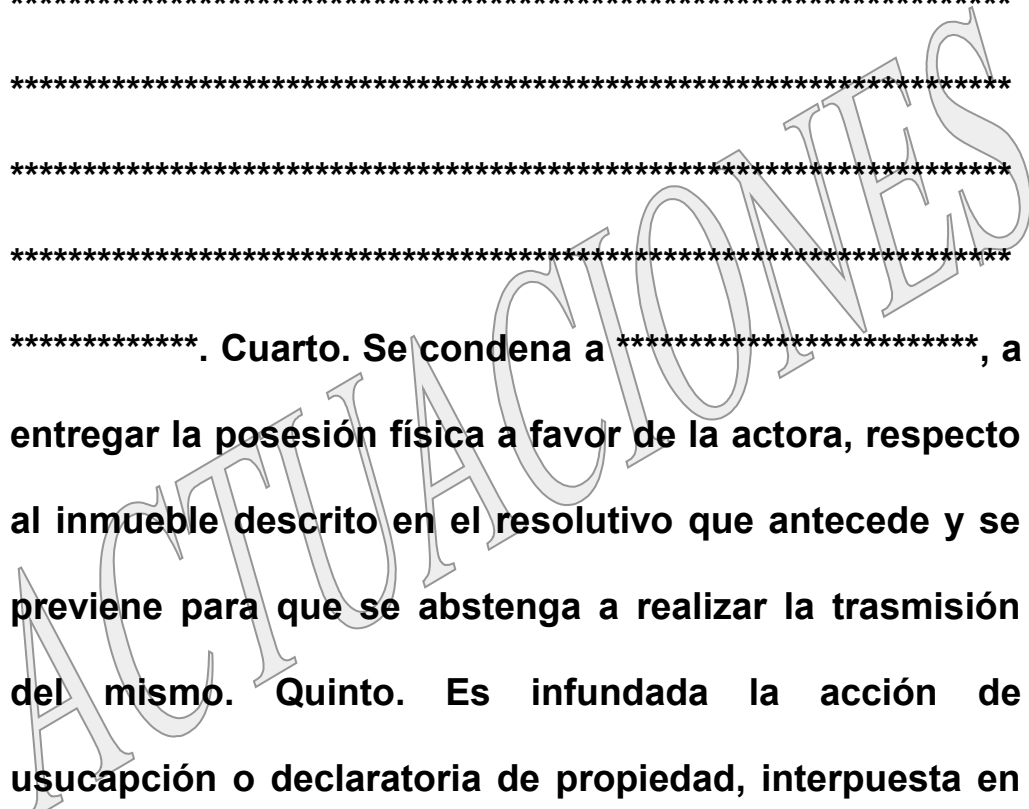 *********************************************************************
*********************************************************************
*********************************************************************
*********************************************************************
*************. Cuarto. Se condena a *************************, a
entregar la posesión física a favor de la actora, respecto
al inmueble descrito en el resolutivo que antecede y se
previene para que se abstenga a realizar la trasmisión
del mismo. Quinto. Es infundada la acción de
usucapción o declaratoria de propiedad, interpuesta en
ACTUACIONES